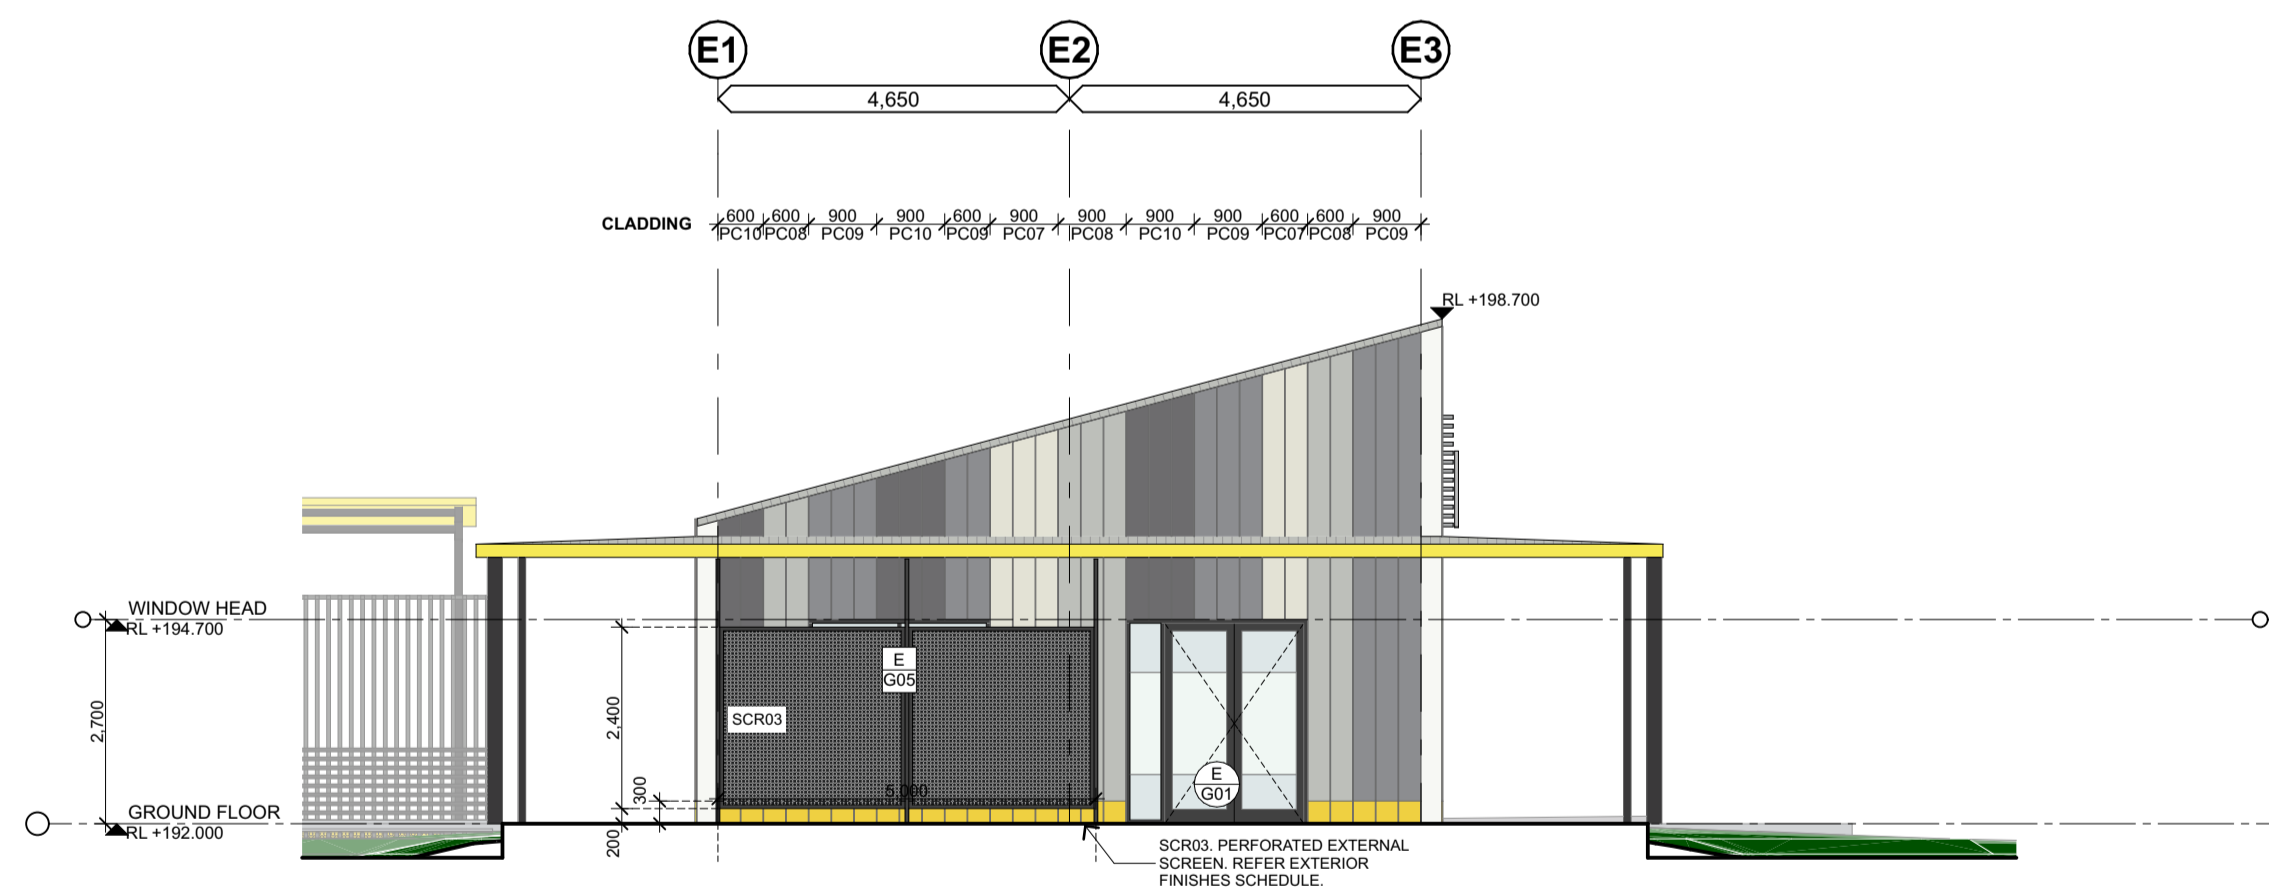 E1 E2 E3
4,650 4,650
CLADDING
600 600 900 900 600 900 900 900 900 600 600 900
PC10 PC08 PC09 PC10 PC09 PC07 PC08 PC10 PC09 PC07 PC08 PC09
RL +198.700
WINDOW HEAD
RL +194.700
2,700
2,400
E
G05
SCR03
300
5,000
E
G01
GROUND FLOOR
RL +192.000
200
SCR03. PERFORATED EXTERNAL
SCREEN. REFER EXTERIOR
FINISHES SCHEDULE.